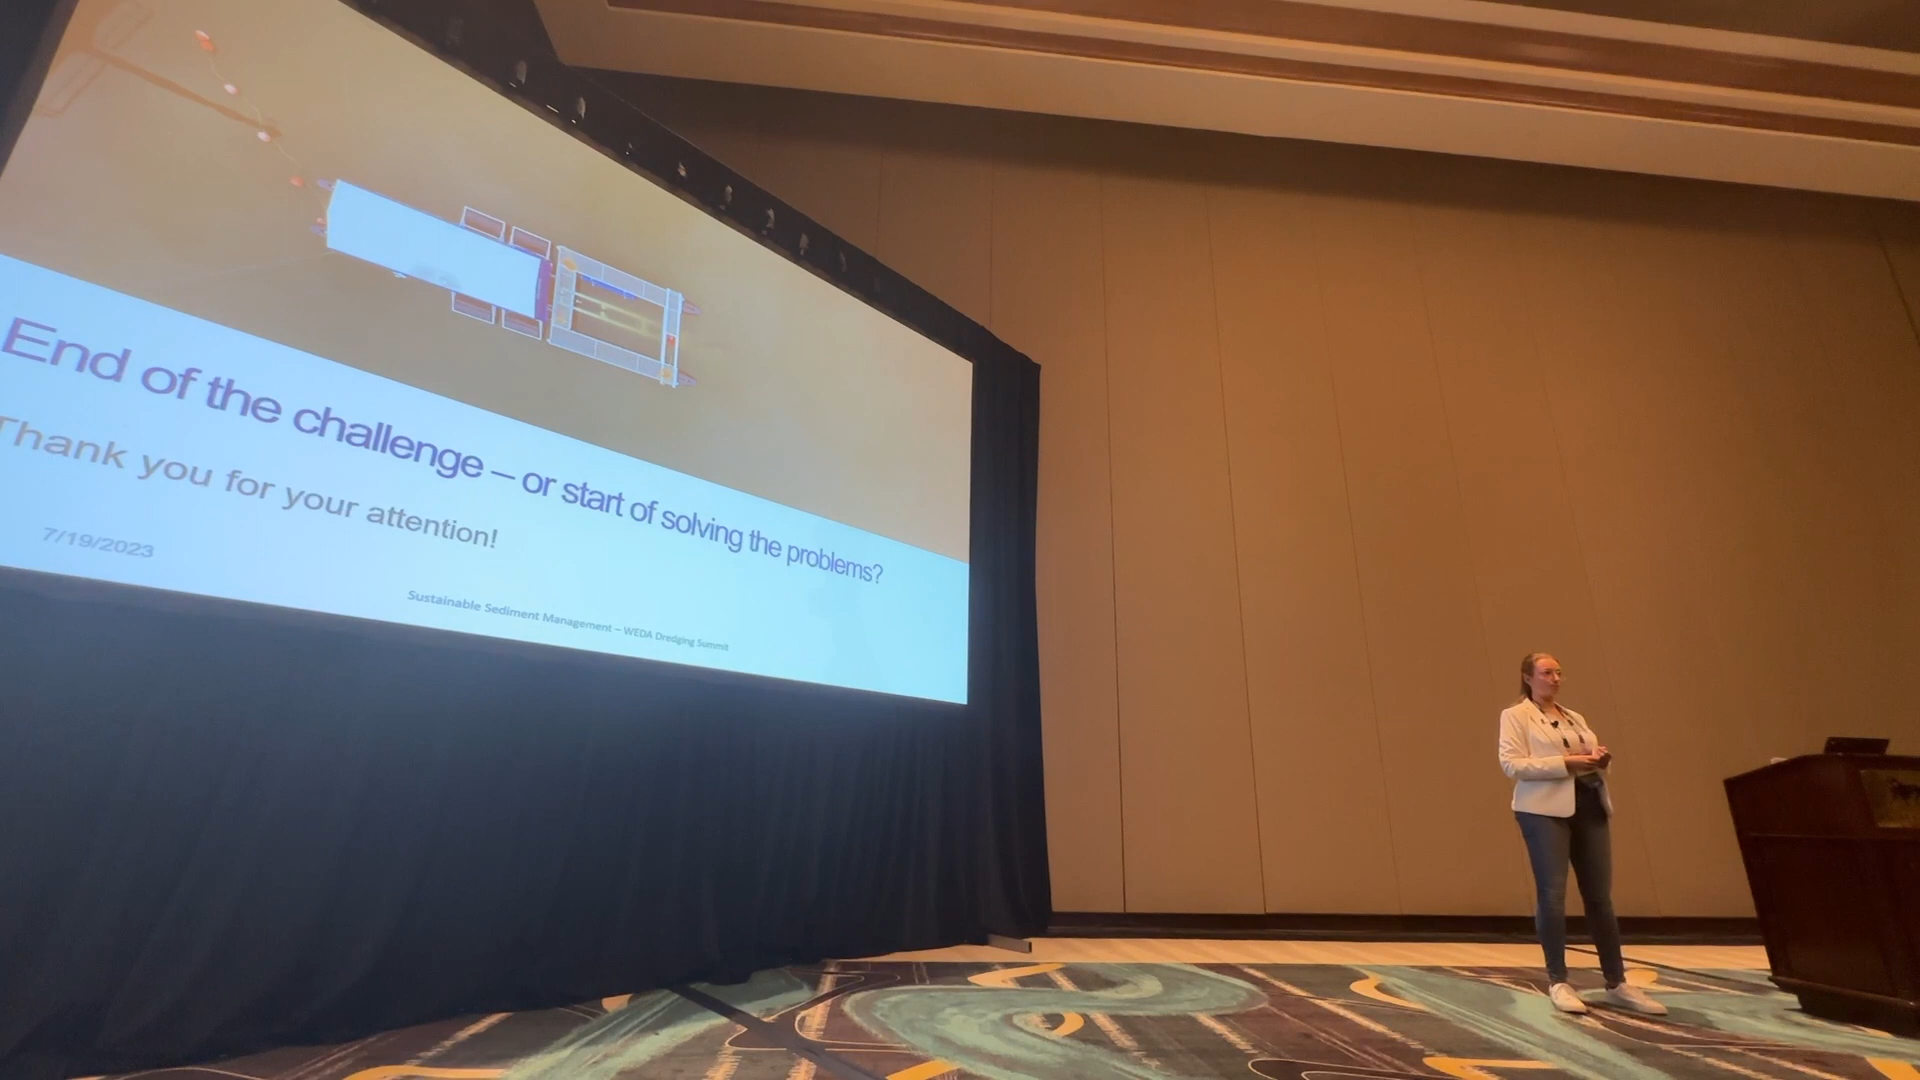 End of the challenge – or start of solving the problems?
Thank you for your attention!
7/19/2023
Sustainable Sediment Management – WEDA Dredging Summit